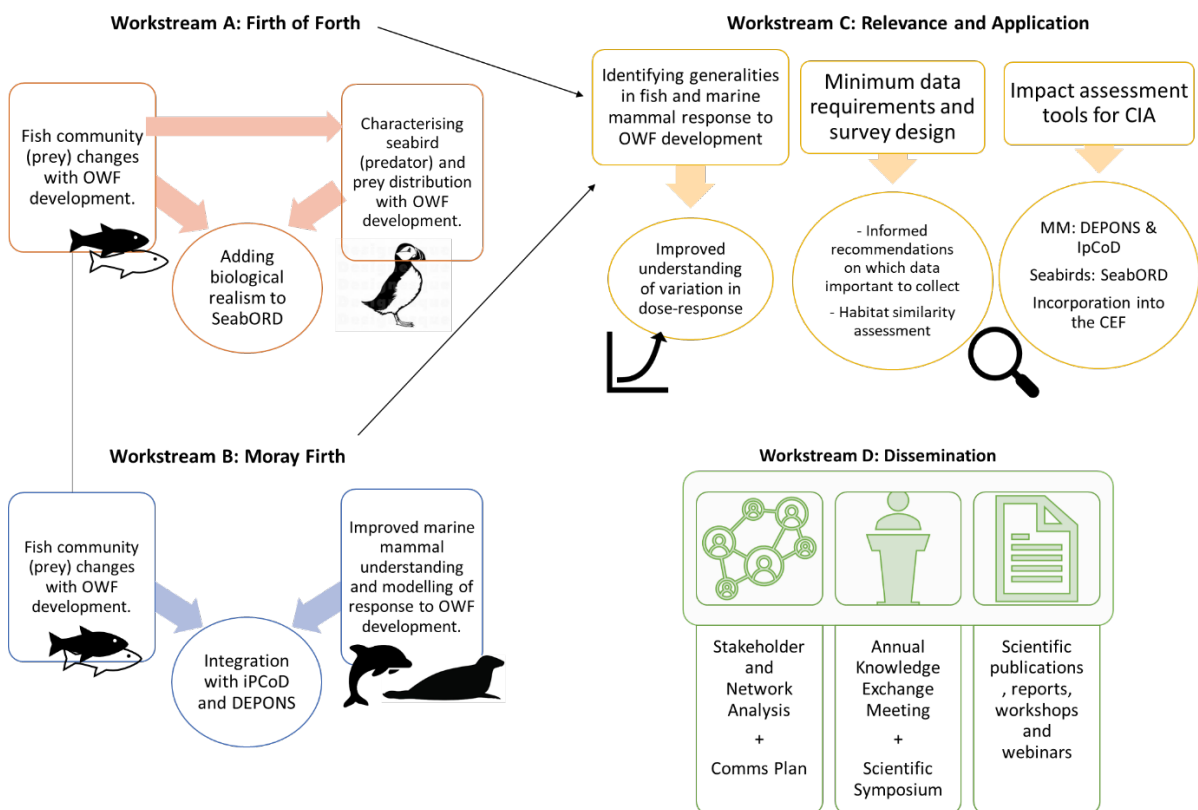 Workstream A: Firth of Forth
Fish community
(prey) changes
with OWF
development.
Characterising
seabird
(predator) and
prey distribution
with OWF
development.
Adding
biological
realism to
SeabORD
Workstream B: Moray Firth
Fish community
(prey) changes
with OWF
development.
Improved marine
mammal
understanding
and modelling of
response to OWF
development.
Integration
with iPCoD
and DEPONS
Workstream C: Relevance and Application
Identifying generalities
in fish and marine
mammal response to
OWF development
Minimum data
requirements and
survey design
Impact assessment
tools for CIA
Improved
understanding
of variation in
dose-response
- Informed
recommendations
on which data
important to collect
- Habitat similarity
assessment
MM: DEPONS &
IpCoD
Seabirds: SeabORD
Incorporation into
the CEF
Workstream D: Dissemination
Stakeholder
and
Network
Analysis
+
Comms Plan
Annual
Knowledge
Exchange
Meeting
+
Scientific
Symposium
Scientific
publications
, reports,
workshops
and
webinars